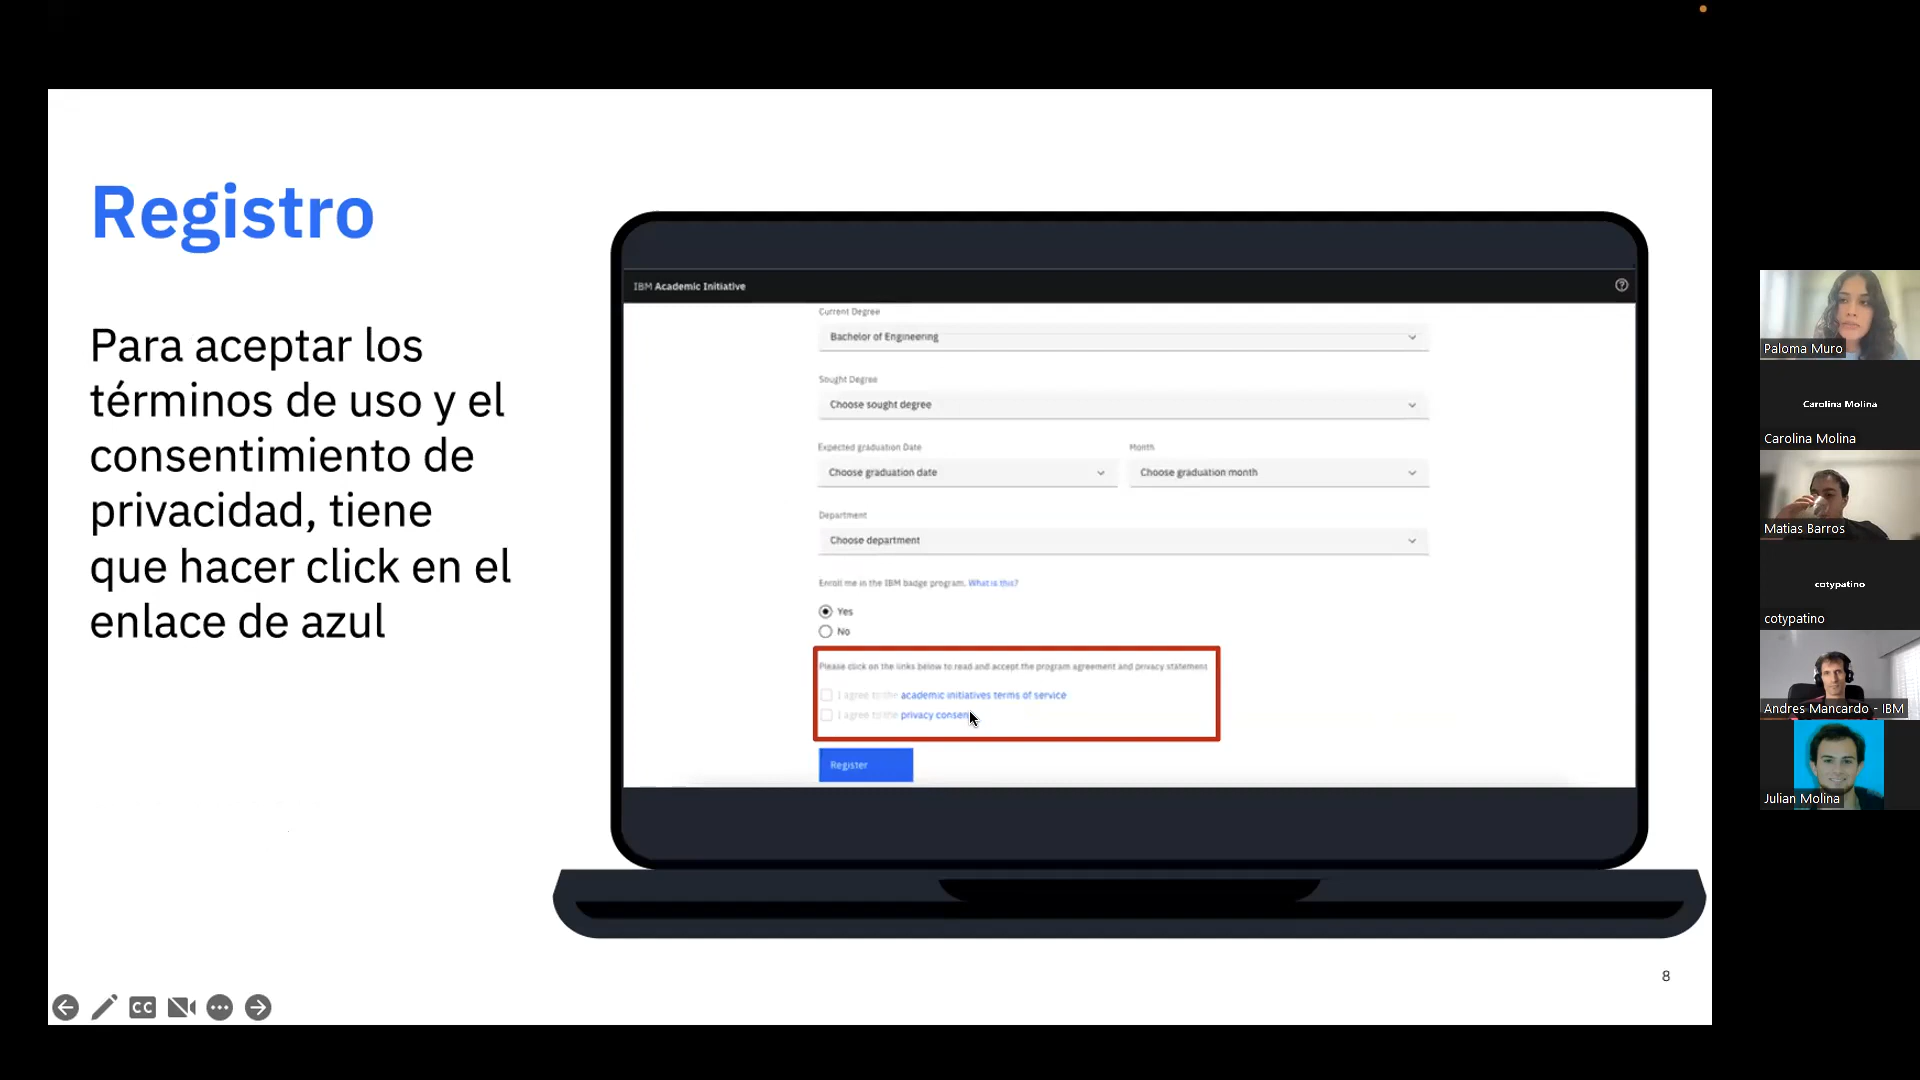 Registro
Para aceptar los
términos de uso y el
consentimiento de
privacidad, tiene
que hacer click en el
enlace de azul
IBM Academic Initiative
Current Degree
Bachelor of Engineering
Sought Degree
Choose sought degree
Expected graduation Date
Month
Choose graduation date
Choose graduation month
Department
Choose department
Enroll me in the IBM badge program. What is this?
Yes
No
Please click on the links below to read and accept the program agreement and privacy statement
I agree to the academic initiatives terms of service
I agree to the privacy consent
Register
8
CC
Paloma Muro
Carolina Molina
Carolina Molina
Matias Barros
cotypatino
cotypatino
Andres Mancardo - IBM
Julian Molina